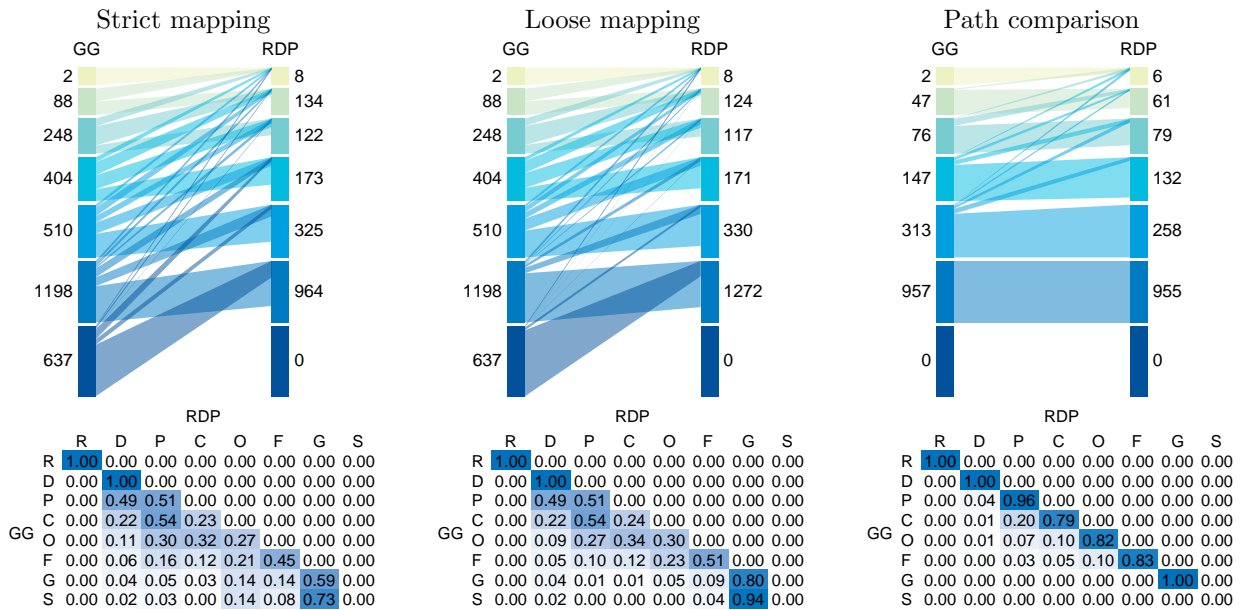 Strict mapping
GG RDP
2 8
88 134
248 122
404 173
510 325
1198 964
637 0
RDP
R D P C O F G S
R 1.00 0.00 0.00 0.00 0.00 0.00 0.00 0.00
D 0.00 1.00 0.00 0.00 0.00 0.00 0.00 0.00
P 0.00 0.49 0.51 0.00 0.00 0.00 0.00 0.00
C 0.00 0.22 0.54 0.23 0.00 0.00 0.00 0.00
GG
O 0.00 0.11 0.30 0.32 0.27 0.00 0.00 0.00
F 0.00 0.06 0.16 0.12 0.21 0.45 0.00 0.00
G 0.00 0.04 0.05 0.03 0.14 0.14 0.59 0.00
S 0.00 0.02 0.03 0.00 0.14 0.08 0.73 0.00
Loose mapping
GG RDP
2 8
88 124
248 117
404 171
510 330
1198 1272
637 0
RDP
R D P C O F G S
R 1.00 0.00 0.00 0.00 0.00 0.00 0.00 0.00
D 0.00 1.00 0.00 0.00 0.00 0.00 0.00 0.00
P 0.00 0.49 0.51 0.00 0.00 0.00 0.00 0.00
C 0.00 0.22 0.54 0.24 0.00 0.00 0.00 0.00
GG
O 0.00 0.09 0.27 0.34 0.30 0.00 0.00 0.00
F 0.00 0.05 0.10 0.12 0.23 0.51 0.00 0.00
G 0.00 0.04 0.01 0.01 0.05 0.09 0.80 0.00
S 0.00 0.02 0.00 0.00 0.00 0.04 0.94 0.00
Path comparison
GG RDP
2 6
47 61
76 79
147 132
313 258
957 955
0 0
RDP
R D P C O F G S
R 1.00 0.00 0.00 0.00 0.00 0.00 0.00 0.00
D 0.00 1.00 0.00 0.00 0.00 0.00 0.00 0.00
P 0.00 0.04 0.96 0.00 0.00 0.00 0.00 0.00
C 0.00 0.01 0.20 0.79 0.00 0.00 0.00 0.00
GG
O 0.00 0.01 0.07 0.10 0.82 0.00 0.00 0.00
F 0.00 0.00 0.03 0.05 0.10 0.83 0.00 0.00
G 0.00 0.00 0.00 0.00 0.00 0.00 1.00 0.00
S 0.00 0.00 0.00 0.00 0.00 0.00 0.00 0.00